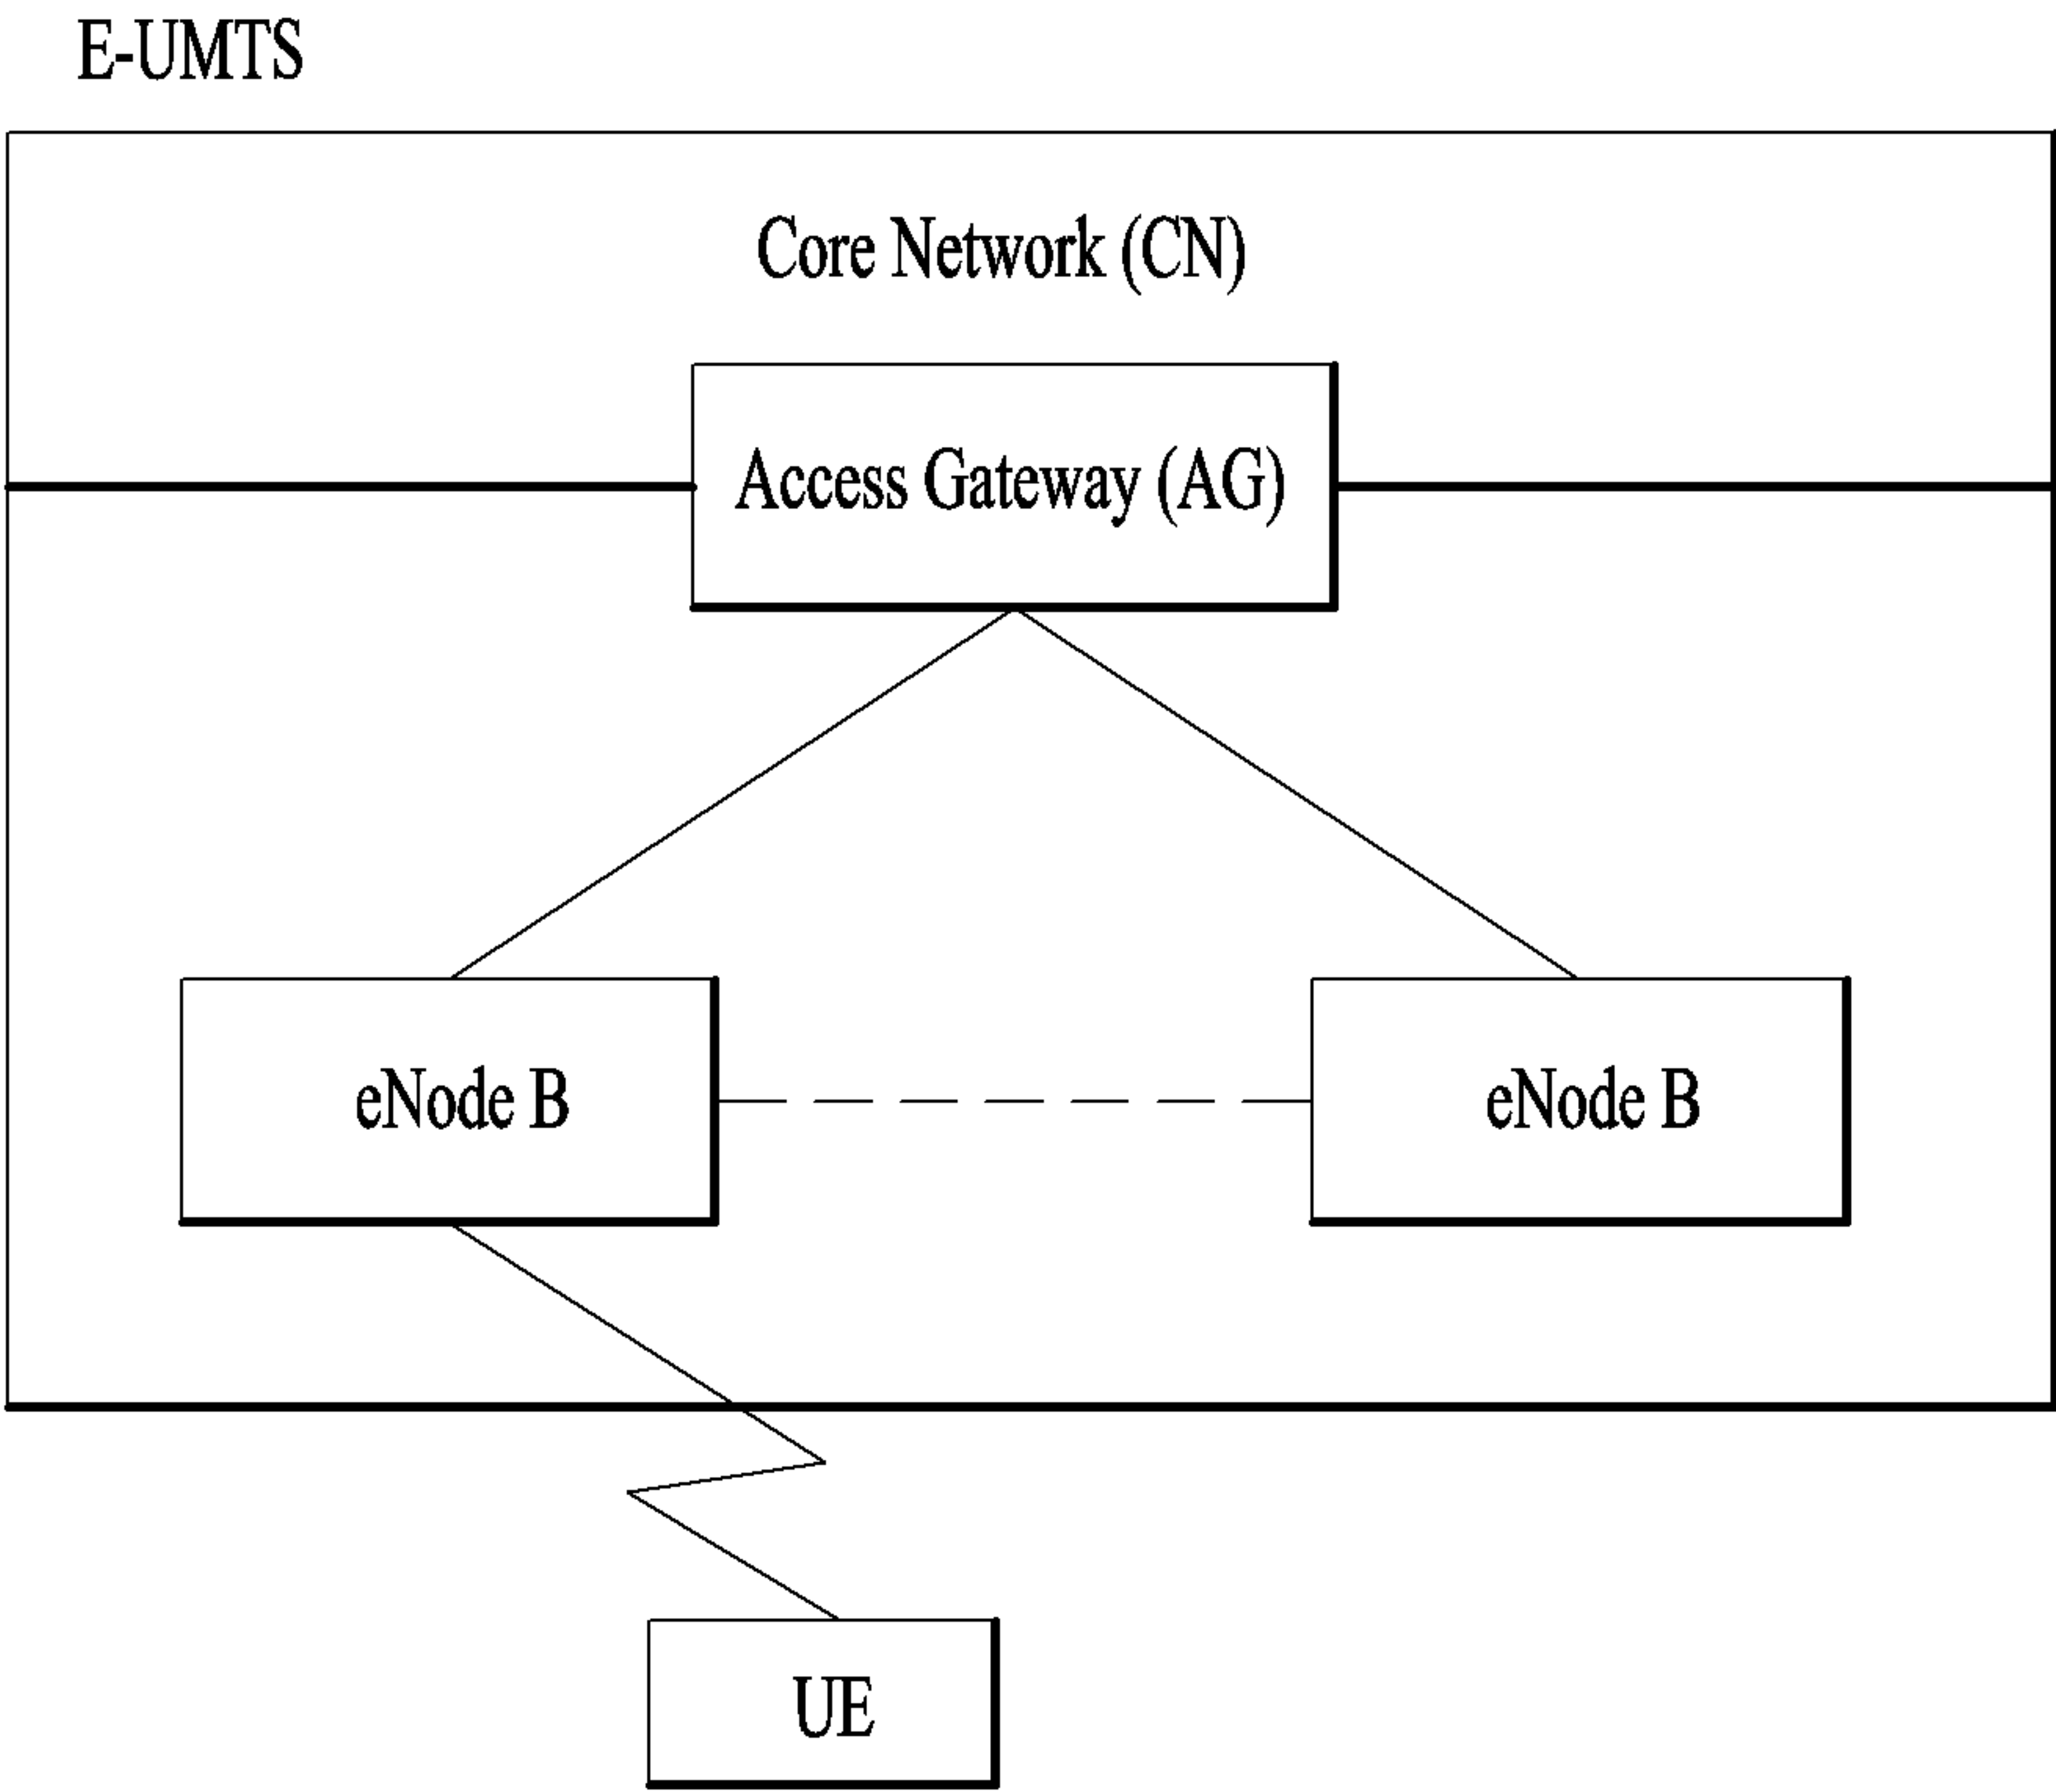 E-UMTS
Core Network (CN)
Access Gateway (AG)
eNode B
eNode B
UE